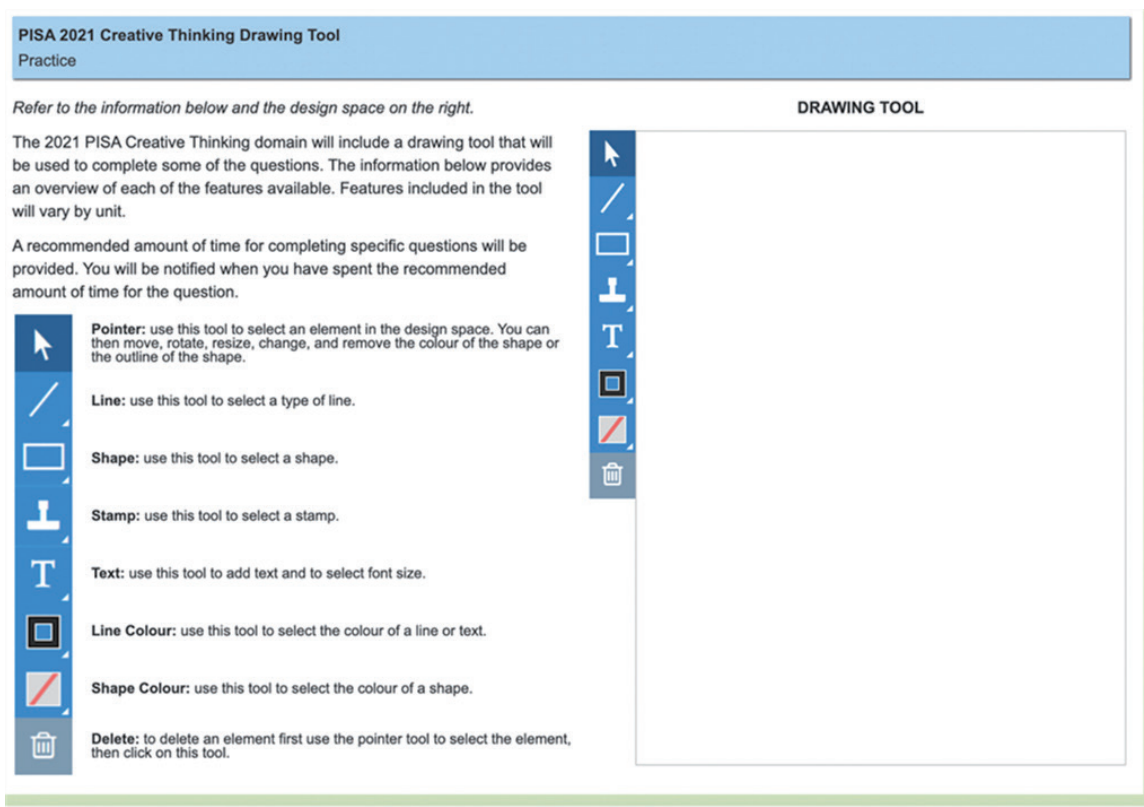 PISA 2021 Creative Thinking Drawing Tool
Practice
Refer to the information below and the design space on the right.
The 2021 PISA Creative Thinking domain will include a drawing tool that will
be used to complete some of the questions. The information below provides
an overview of each of the features available. Features included in the tool
will vary by unit.
A recommended amount of time for completing specific questions will be
provided. You will be notified when you have spent the recommended
amount of time for the question.
Pointer: use this tool to select an element in the design space. You can
then move, rotate, resize, change, and remove the colour of the shape or
the outline of the shape.
Line: use this tool to select a type of line.
Shape: use this tool to select a shape.
Stamp: use this tool to select a stamp.
T
Text: use this tool to add text and to select font size.
Line Colour: use this tool to select the colour of a line or text.
Shape Colour: use this tool to select the colour of a shape.
Delete: to delete an element first use the pointer tool to select the element,
then click on this tool.
DRAWING TOOL
T